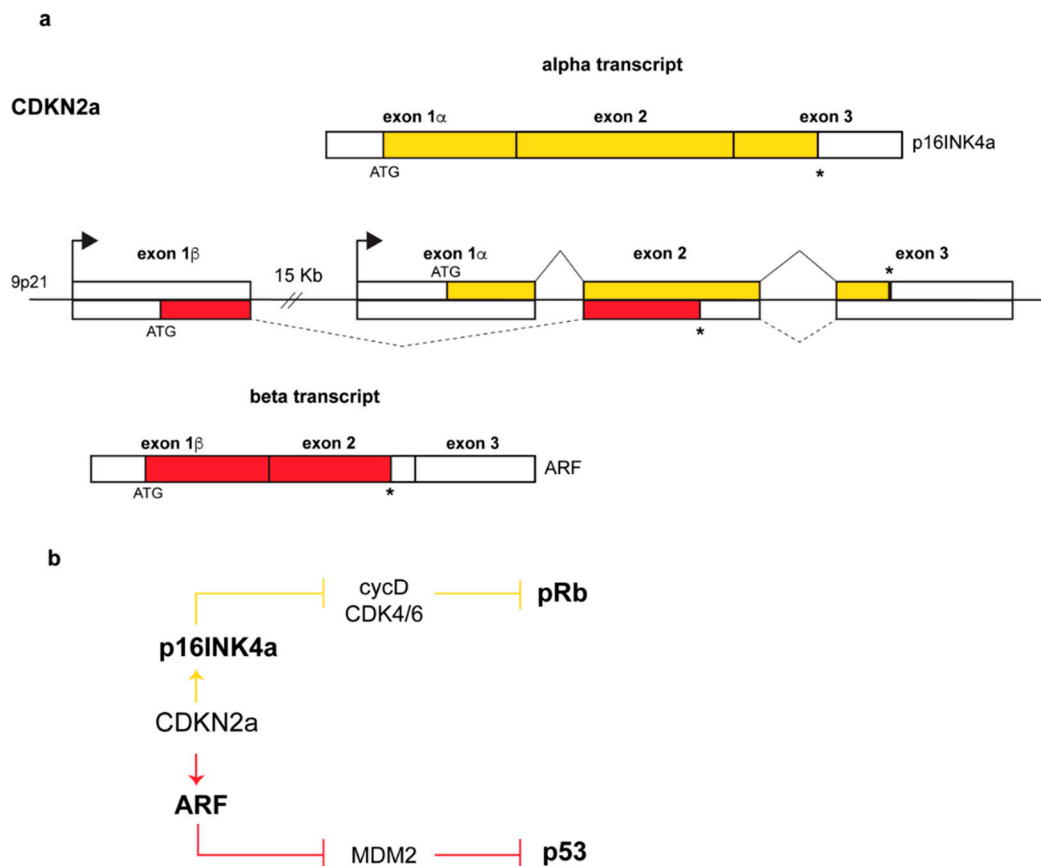 a
alpha transcript
CDKN2a
exon 1α exon 2 exon 3
p16INK4a
ATG *
exon 1β 15 Kb exon 1α exon 2 exon 3
ATG *
9p21
ATG *
beta transcript
exon 1β exon 2 exon 3
ARF
ATG *
b
cycD
CDK4/6 pRb
p16INK4a
CDKN2a
ARF
MDM2 p53